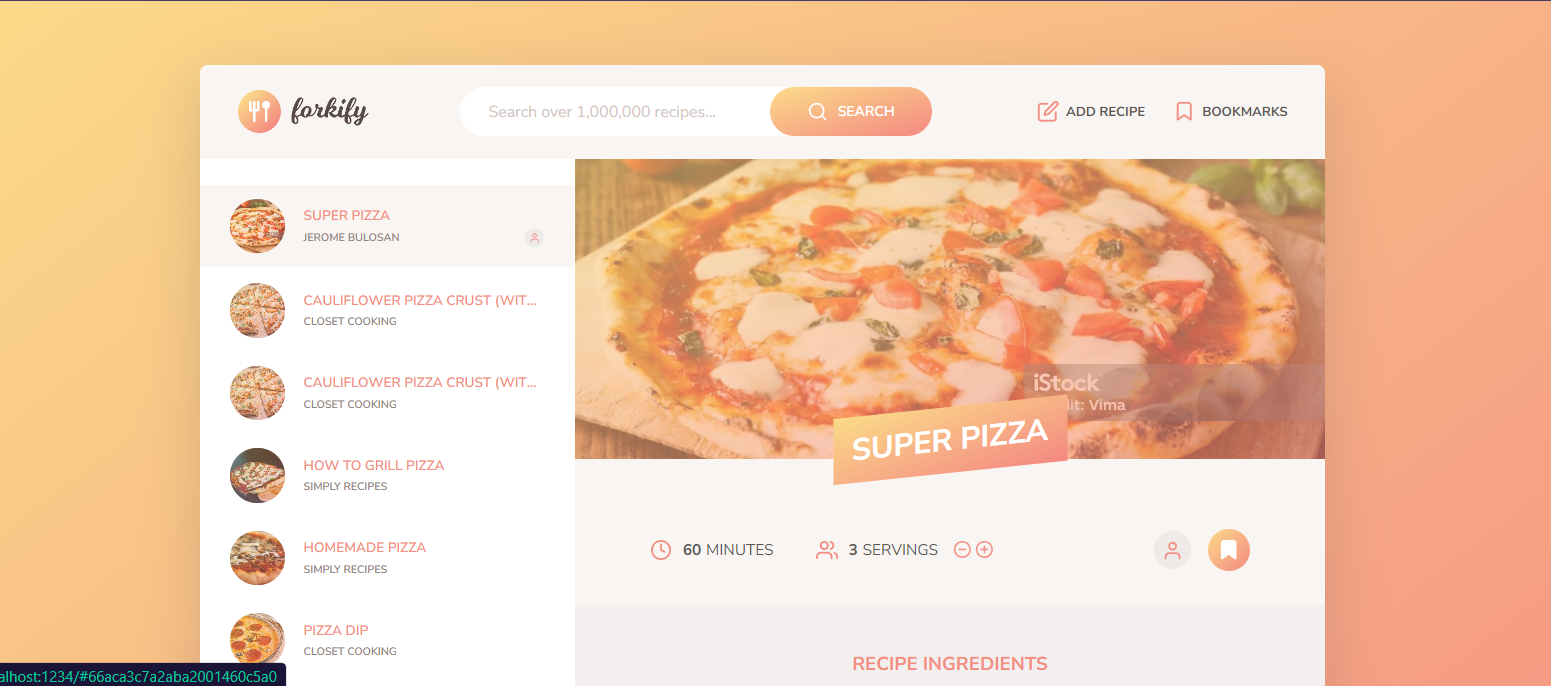 forkify
Search over 1,000,000 recipes...
SEARCH
ADD RECIPE
BOOKMARKS
SUPER PIZZA
JEROME BULOSAN
CAULIFLOWER PIZZA CRUST (WIT...
CLOSET COOKING
CAULIFLOWER PIZZA CRUST (WIT...
CLOSET COOKING
HOW TO GRILL PIZZA
SIMPLY RECIPES
HOMEMADE PIZZA
SIMPLY RECIPES
PIZZA DIP
CLOSET COOKING
iStock
dit: Vima
SUPER PIZZA
60 MINUTES
3 SERVINGS
RECIPE INGREDIENTS
alhost:1234/#66aca3c7a2aba2001460c5a0